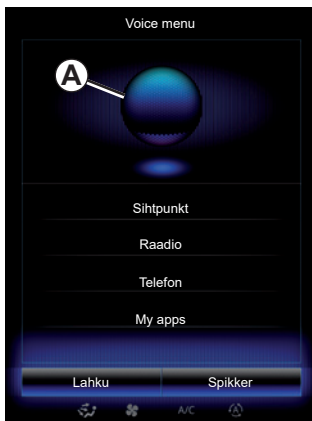 Voice menu
A
Sihtpunkt
Raadio
Telefon
My apps
Lahku Spikker
A/C A